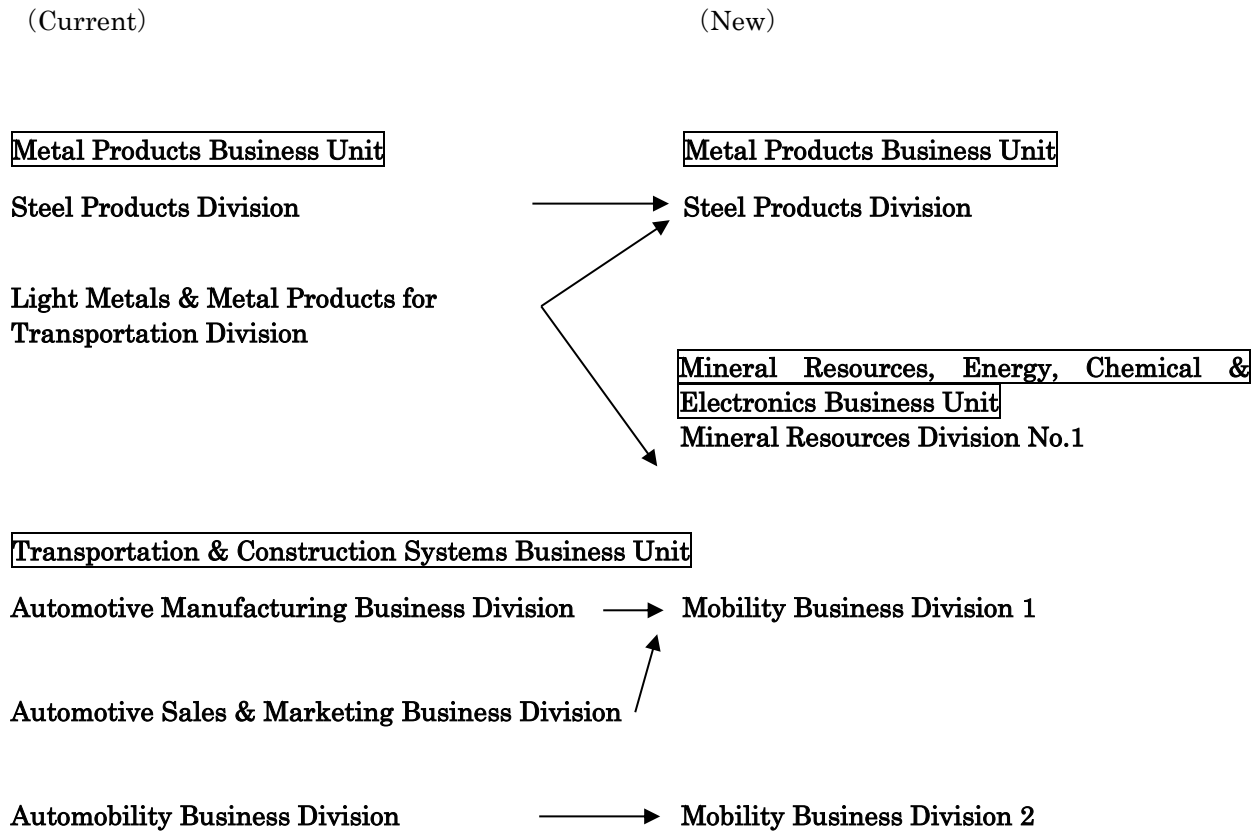 (Current)
(New)
Metal Products Business Unit
Metal Products Business Unit
Steel Products Division
Steel Products Division
Light Metals & Metal Products for
Transportation Division
Mineral Resources, Energy, Chemical &
Electronics Business Unit
Mineral Resources Division No.1
Transportation & Construction Systems Business Unit
Automotive Manufacturing Business Division
Mobility Business Division 1
Automotive Sales & Marketing Business Division
Automobility Business Division
Mobility Business Division 2